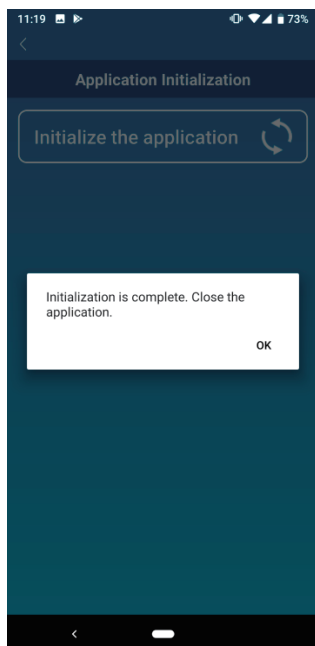 11:19 73%
Application Initialization
Initialize the application
Initialization is complete. Close the
application.
OK